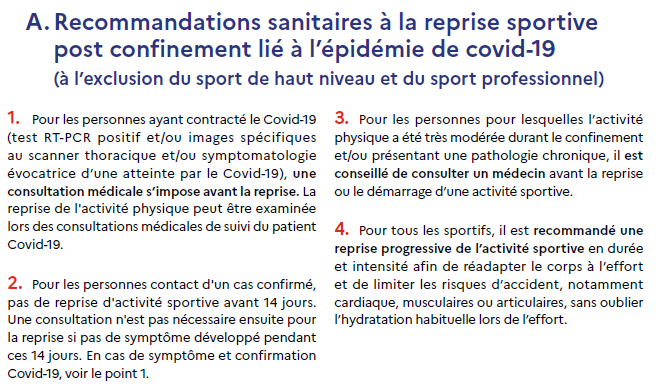 A. Recommandations sanitaires à la reprise sportive
post confinement lié à l'épidémie de covid-19
(à l'exclusion du sport de haut niveau et du sport professionnel)
1. Pour les personnes ayant contracté le Covid-19
(test RT-PCR positif et/ou images spécifiques
au scanner thoracique et/ou symptomatologie
évocatrice d'une atteinte par le Covid-19), une
consultation médicale s'impose avant la reprise. La
reprise de l'activité physique peut être examinée
lors des consultations médicales de suivi du patient
Covid-19.
2. Pour les personnes contact d'un cas confirmé,
pas de reprise d'activité sportive avant 14 jours.
Une consultation n'est pas nécessaire ensuite pour
la reprise si pas de symptôme développé pendant
ces 14 jours. En cas de symptôme et confirmation
Covid-19, voir le point 1.
3. Pour les personnes pour lesquelles l'activité
physique a été très modérée durant le confinement
et/ou présentant une pathologie chronique, il est
conseillé de consulter un médecin avant la reprise
ou le démarrage d'une activité sportive.
4. Pour tous les sportifs, il est recommandé une
reprise progressive de l'activité sportive en durée
et intensité afin de réadapter le corps à l'effort
et de limiter les risques d'accident, notamment
cardiaque, musculaires ou articulaires, sans oublier
l'hydratation habituelle lors de l'effort.